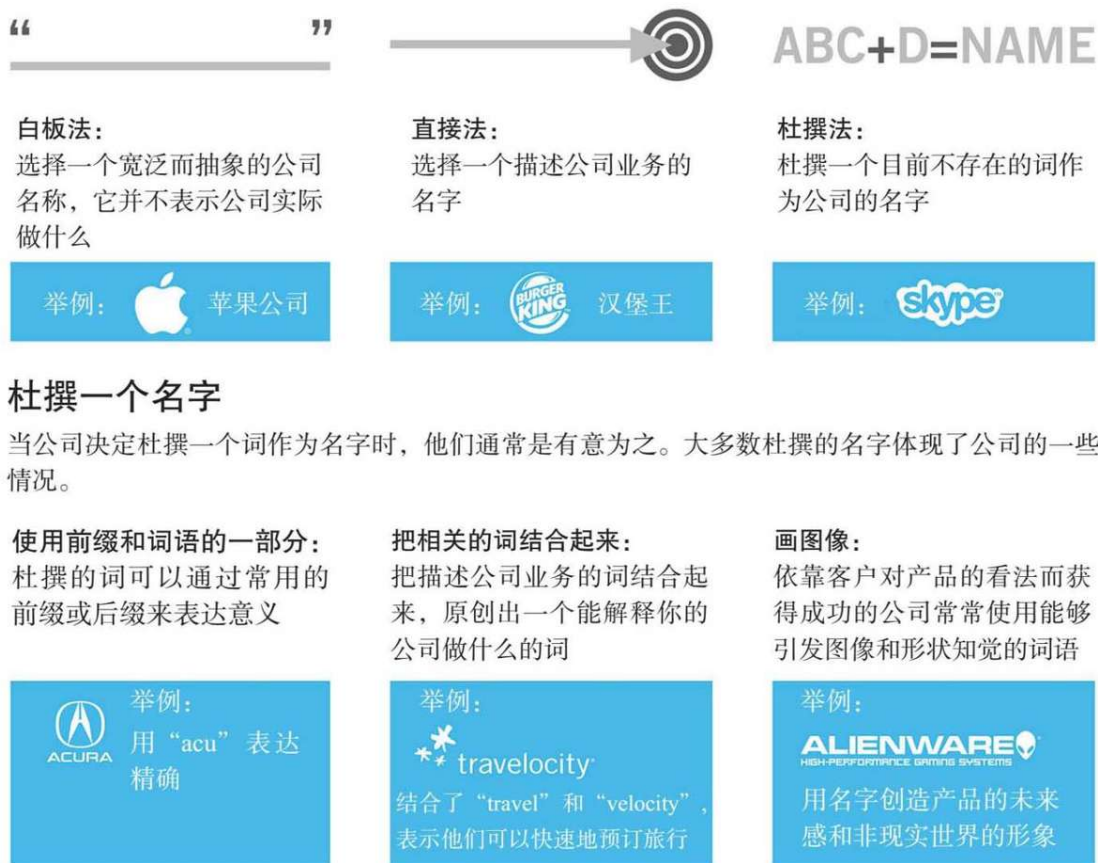 “ ”
ABC+D=NAME
白板法：
选择一个宽泛而抽象的公司
名称，它并不表示公司实际
做什么
举例： 苹果公司
直接法：
选择一个描述公司业务的
名字
举例： BURGER KING 汉堡王
杜撰法：
杜撰一个目前不存在的词作
为公司的名字
举例： skype
杜撰一个名字
当公司决定杜撰一个词作为名字时，他们通常是有意为之。大多数杜撰的名字体现了公司的一些
情况。
使用前缀和词语的一部分：
杜撰的词可以通过常用的
前缀或后缀来表达意义
ACURA
举例：
用“acu”表达
精确
把相关的词结合起来：
把描述公司业务的词结合起
来，原创出一个能解释你的
公司做什么的词
举例：
travelocity
结合了“travel”和“velocity”,
表示他们可以快速地预订旅行
画图像：
依靠客户对产品的看法而获
得成功的公司常常使用能够
引发图像和形状知觉的词语
举例：
ALIENWARE
HIGH-PERFORMANCE GAMING SYSTEMS
用名字创造产品的未来
感和非现实世界的形象